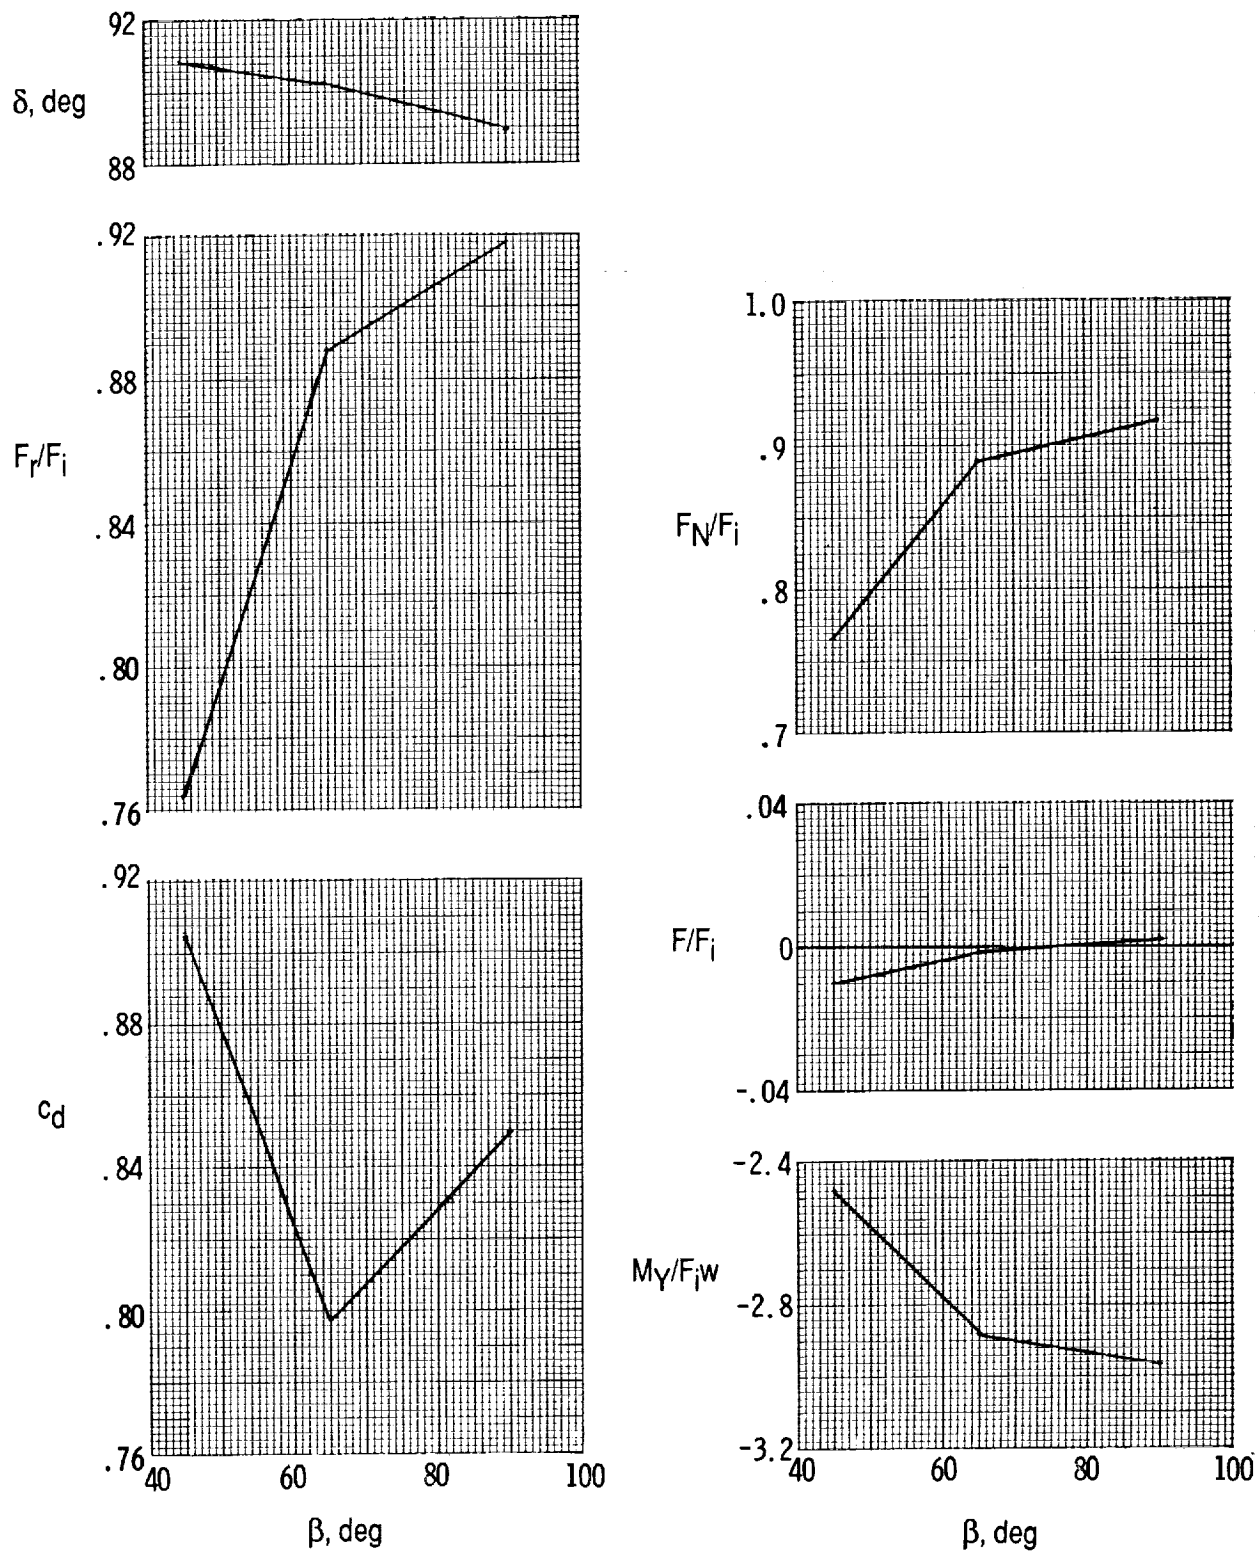 92
δ, deg
88
.92
.88
Fr/Fi
.84
.80
.76
.92
.88
cd
.84
.80
.76
40 60 80 100
β, deg
1.0
.9
FN/Fi
.8
.7
.04
F/Fi
0
-.04
-2.4
MY/Fiw
-2.8
-3.2
40 60 80 100
β, deg